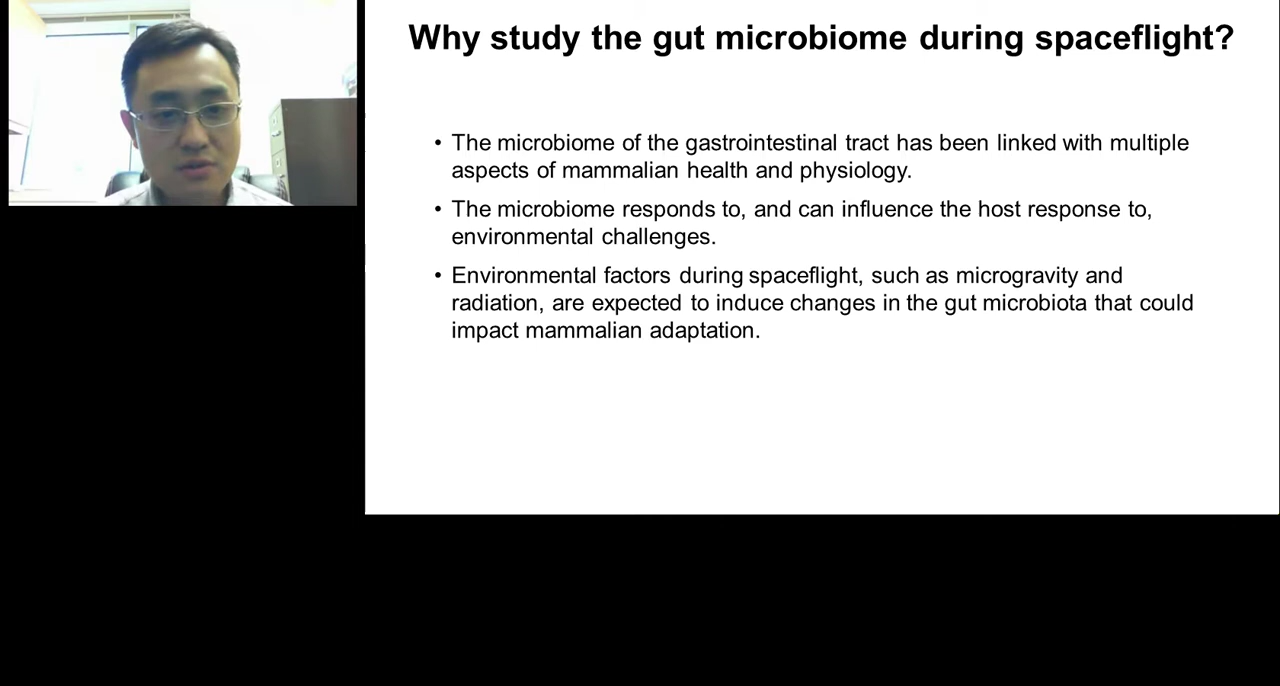 Why study the gut microbiome during spaceflight?
• The microbiome of the gastrointestinal tract has been linked with multiple
aspects of mammalian health and physiology.
• The microbiome responds to, and can influence the host response to,
environmental challenges.
• Environmental factors during spaceflight, such as microgravity and
radiation, are expected to induce changes in the gut microbiota that could
impact mammalian adaptation.